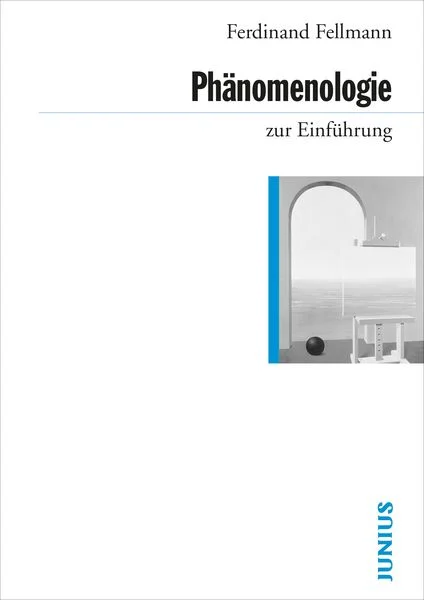 Ferdinand Fellmann
Phänomenologie
zur Einführung
JUNIUS